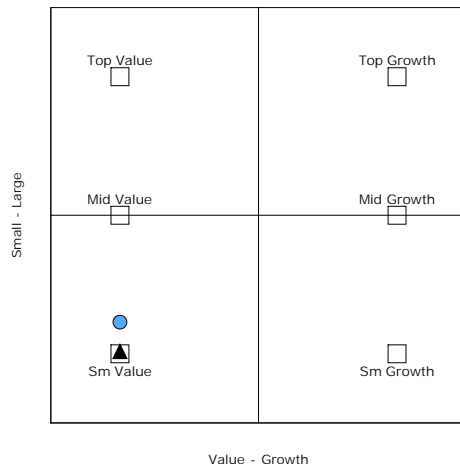 Top Value
Top Growth
Mid Value
Mid Growth
Small - Large
Sm Value
Sm Growth
Value - Growth